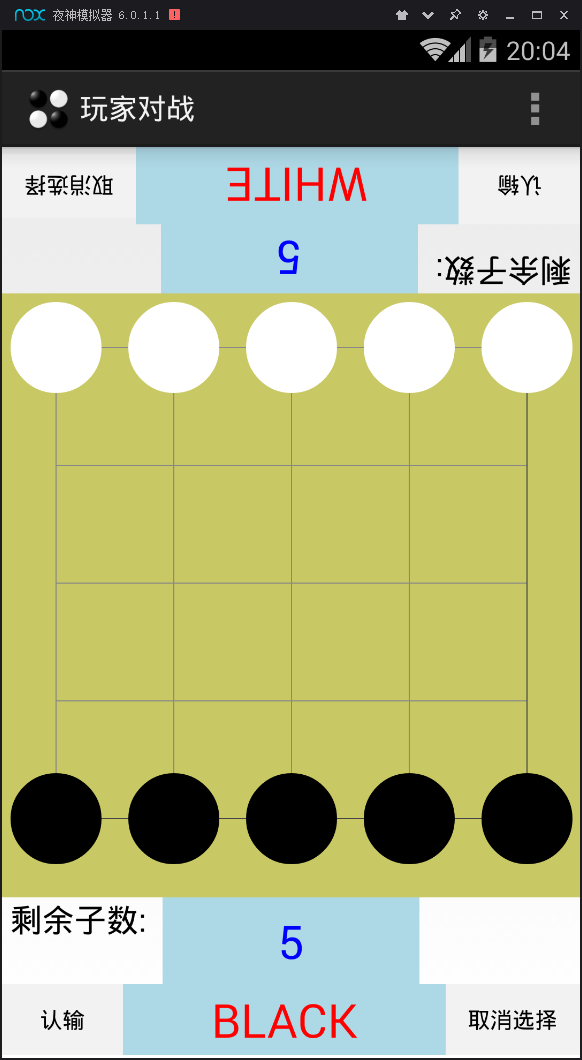 nox 夜神模拟器 6.0.1.1
20:04
玩家对战
取消选择 WHITE 认输
5 剩余子数:
剩余子数: 5
认输 BLACK 取消选择